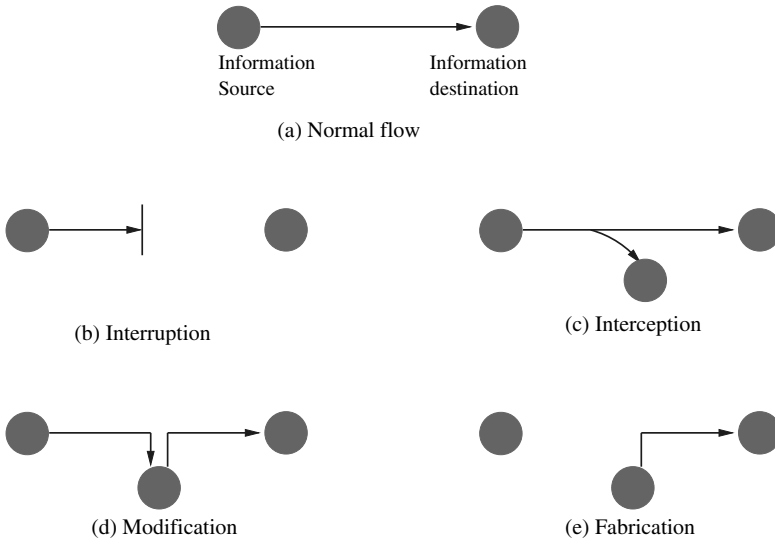 Information
Source
Information
destination
(a) Normal flow
(b) Interruption
(c) Interception
(d) Modification
(e) Fabrication